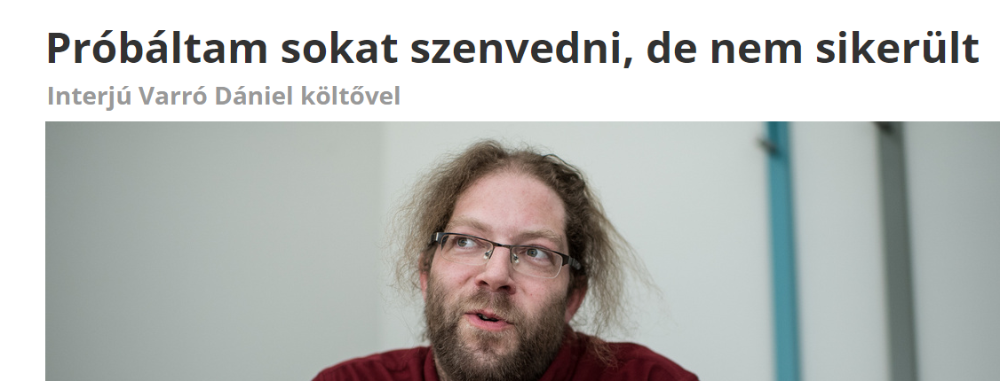 Próbáltam sokat szenvedni, de nem sikerült
Interjú Varró Dániel költővel